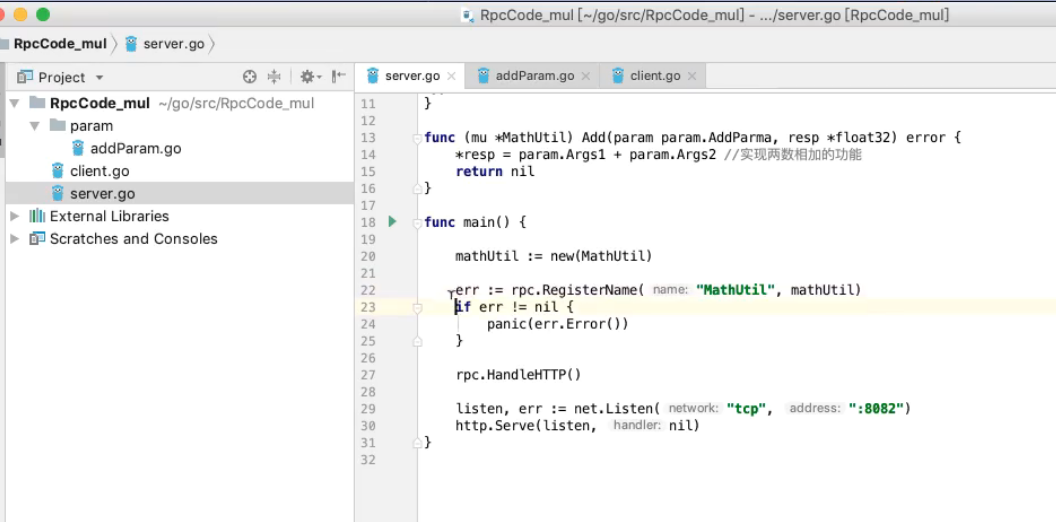 RpcCode_mul [~/go/src/RpcCode_mul] - .../server.go [RpcCode_mul]
RpcCode_mul server.go
Project
server.go addParam.go client.go
RpcCode_mul ~/go/src/RpcCode_mul
param
addParam.go
client.go
server.go
External Libraries
Scratches and Consoles
11 }
12
13 func (mu *MathUtil) Add(param param.AddParma, resp *float32) error {
14 *resp = param.Args1 + param.Args2 //实现两数相加的功能
15 return nil
16 }
17
18 func main() {
19
20 mathUtil := new(MathUtil)
21
22 err := rpc.RegisterName( name: "MathUtil", mathUtil)
23 if err != nil {
24 panic(err.Error())
25 }
26
27 rpc.HandleHTTP()
28
29 listen, err := net.Listen( network: "tcp", address: ":8082")
30 http.Serve(listen, handler: nil)
31 }
32